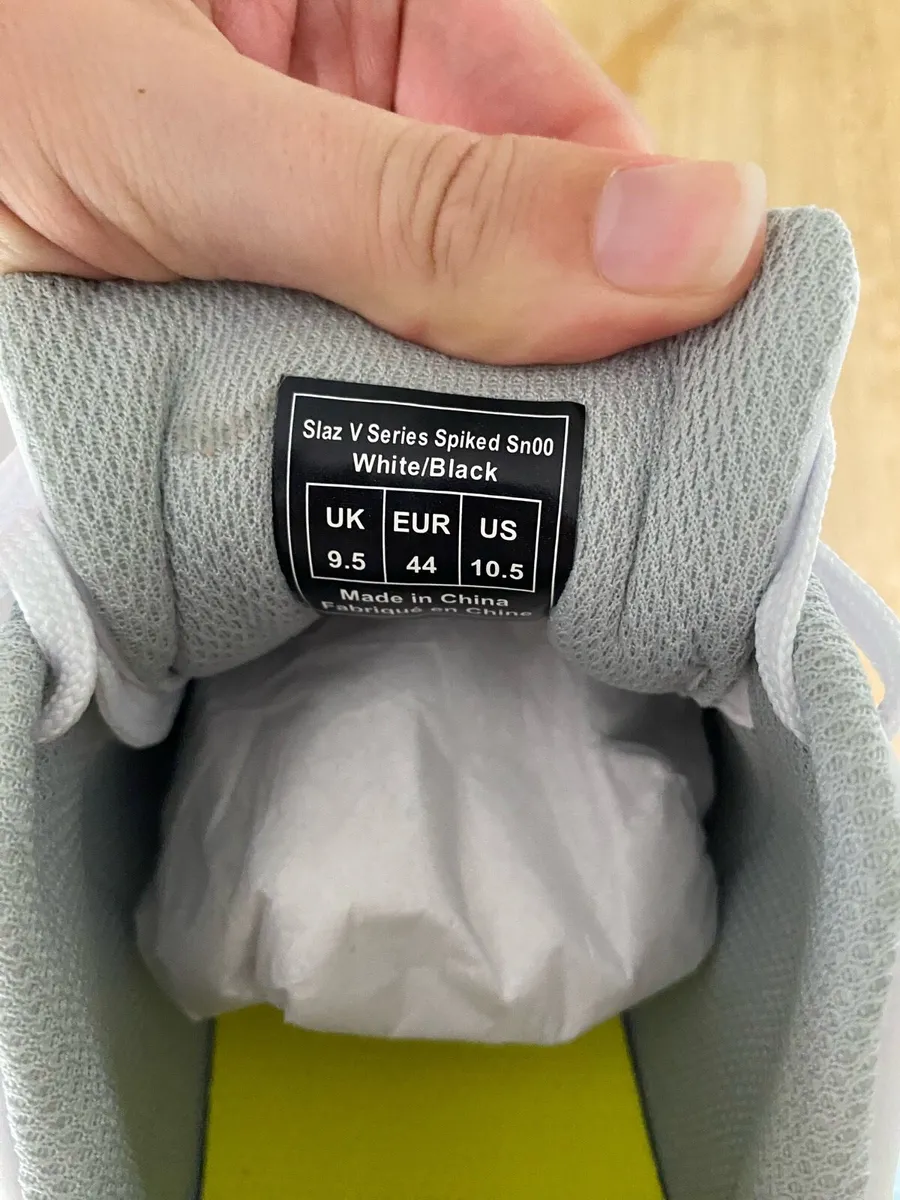 Slaz V Series Spiked Sn00
White/Black
UK EUR US
9.5 44 10.5
Made in China
Fabriqué en Chine